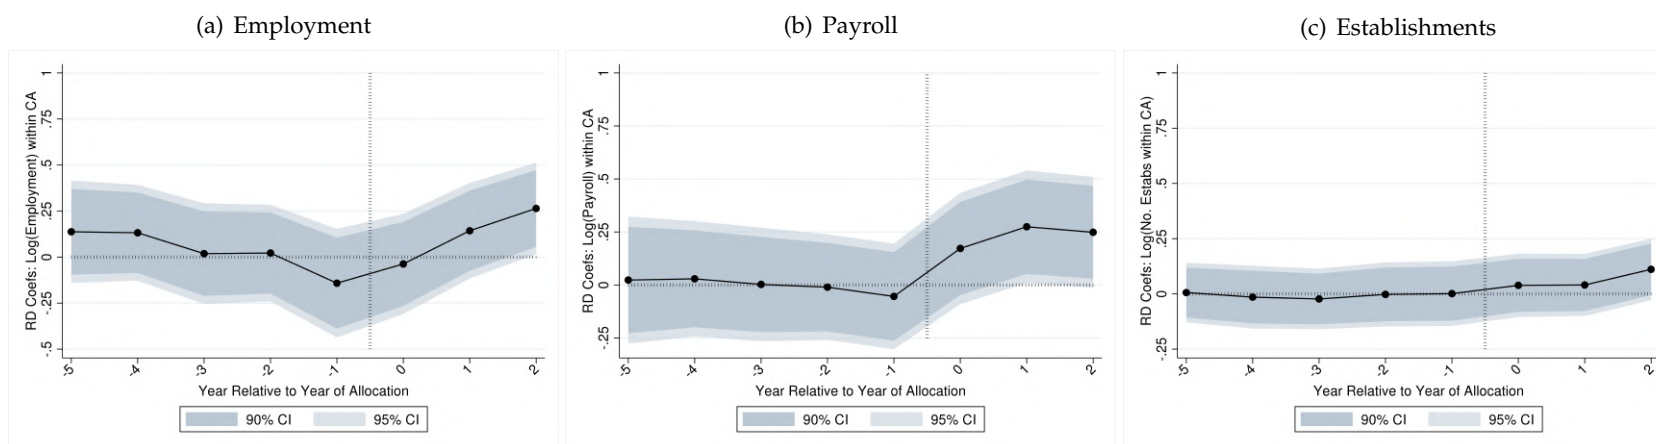 (a) Employment
RD Coefs: Log(Employment) within CA
1
.75
.5
.25
0
-.25
-.5
-5 -4 -3 -2 -1 0 1 2
Year Relative to Year of Allocation
90% CI 95% CI
(b) Payroll
RD Coefs: Log(Payroll) within CA
1
.75
.5
.25
0
-.25
-5 -4 -3 -2 -1 0 1 2
Year Relative to Year of Allocation
90% CI 95% CI
(c) Establishments
RD Coefs: Log(No. Estabs within CA)
1
.75
.5
.25
0
-.25
-5 -4 -3 -2 -1 0 1 2
Year Relative to Year of Allocation
90% CI 95% CI